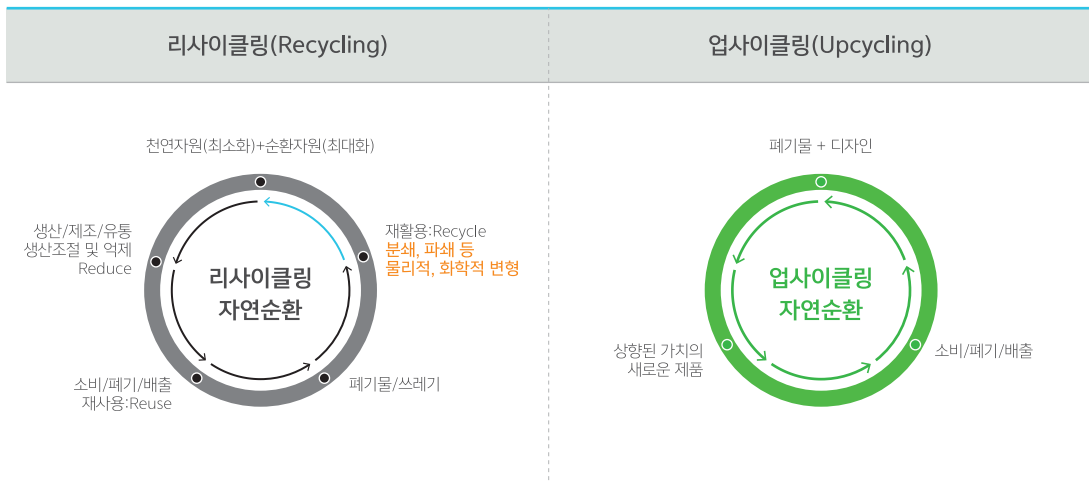 리사이클링(Recycling)
천연자원(최소화)+순환자원(최대화)
생산/제조/유통
생산조절 및 억제
Reduce
재활용:Recycle
분쇄, 파쇄 등
물리적, 화학적 변형
리사이클링
자연순환
소비/폐기/배출
재사용:Reuse
폐기물/쓰레기
업사이클링(Upcycling)
폐기물 + 디자인
업사이클링
자연순환
상향된 가치의
새로운 제품
소비/폐기/배출